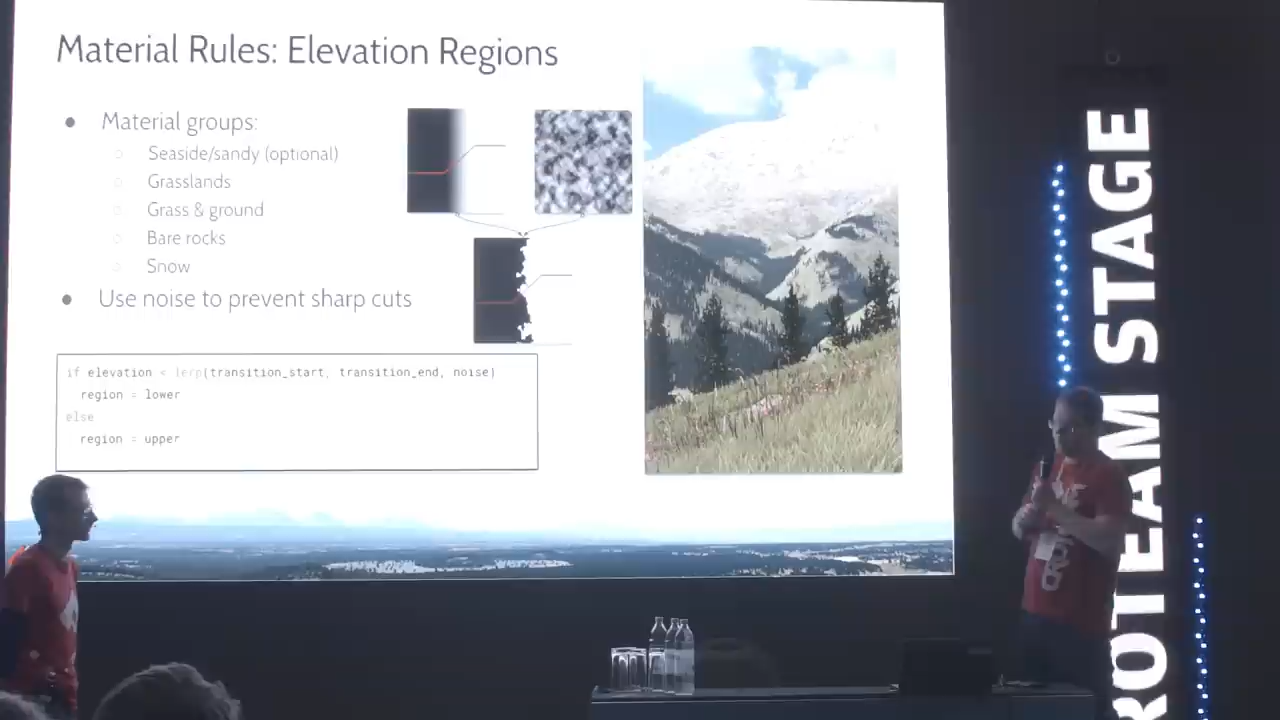 Material Rules: Elevation Regions
● Material groups:
○ Seaside/sandy (optional)
○ Grasslands
○ Grass & ground
○ Bare rocks
○ Snow
● Use noise to prevent sharp cuts
if elevation < lerp(transition_start, transition_end, noise)
region = lower
else
region = upper
ROTEAM STAGE